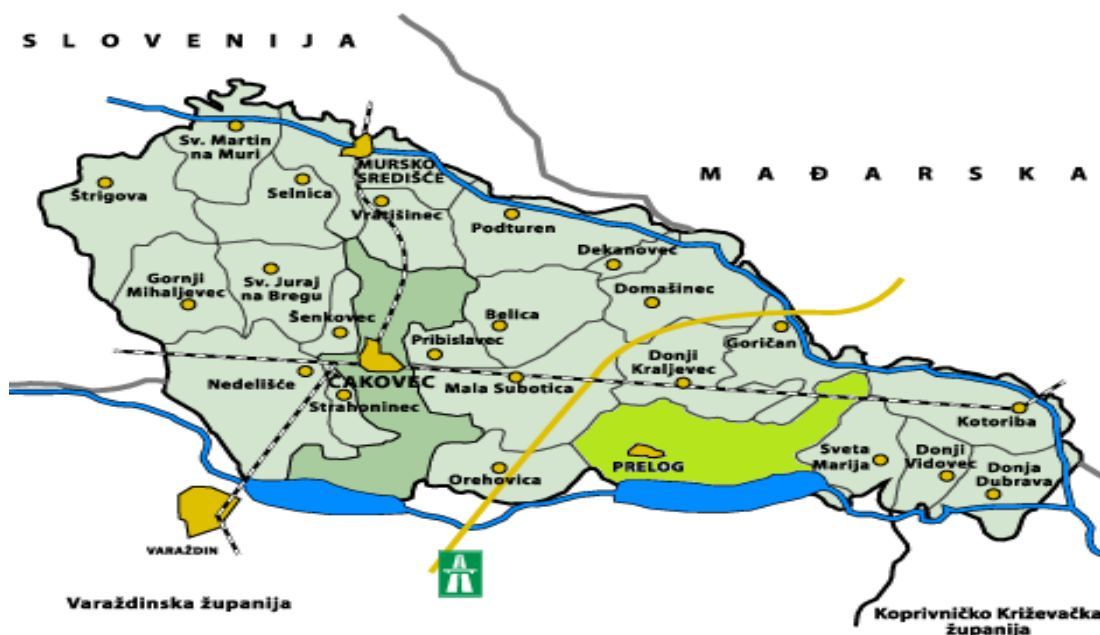 SLOVENIJA
MAĐARSKA
Sv. Martin
na Muri
MURSKO
SREDIŠĆE
Štrigova
Selnica
Vratišinec
Podturen
Dekanovec
Gornji
Mihaljevec
Sv. Juraj
na Bregu
Domašinec
Šenkovec
Belica
Pribislavec
Goričan
Donji
Kraljevec
Nedelišće
ČAKOVEC
Mala Subotica
Strahoninec
Kotoriba
Sveta
Marija
Donji
Vidovec
PRELOG
Orehovica
Donja
Dubrava
VARAŽDIN
Varaždinska županija
Koprivničko Križevačka
županija